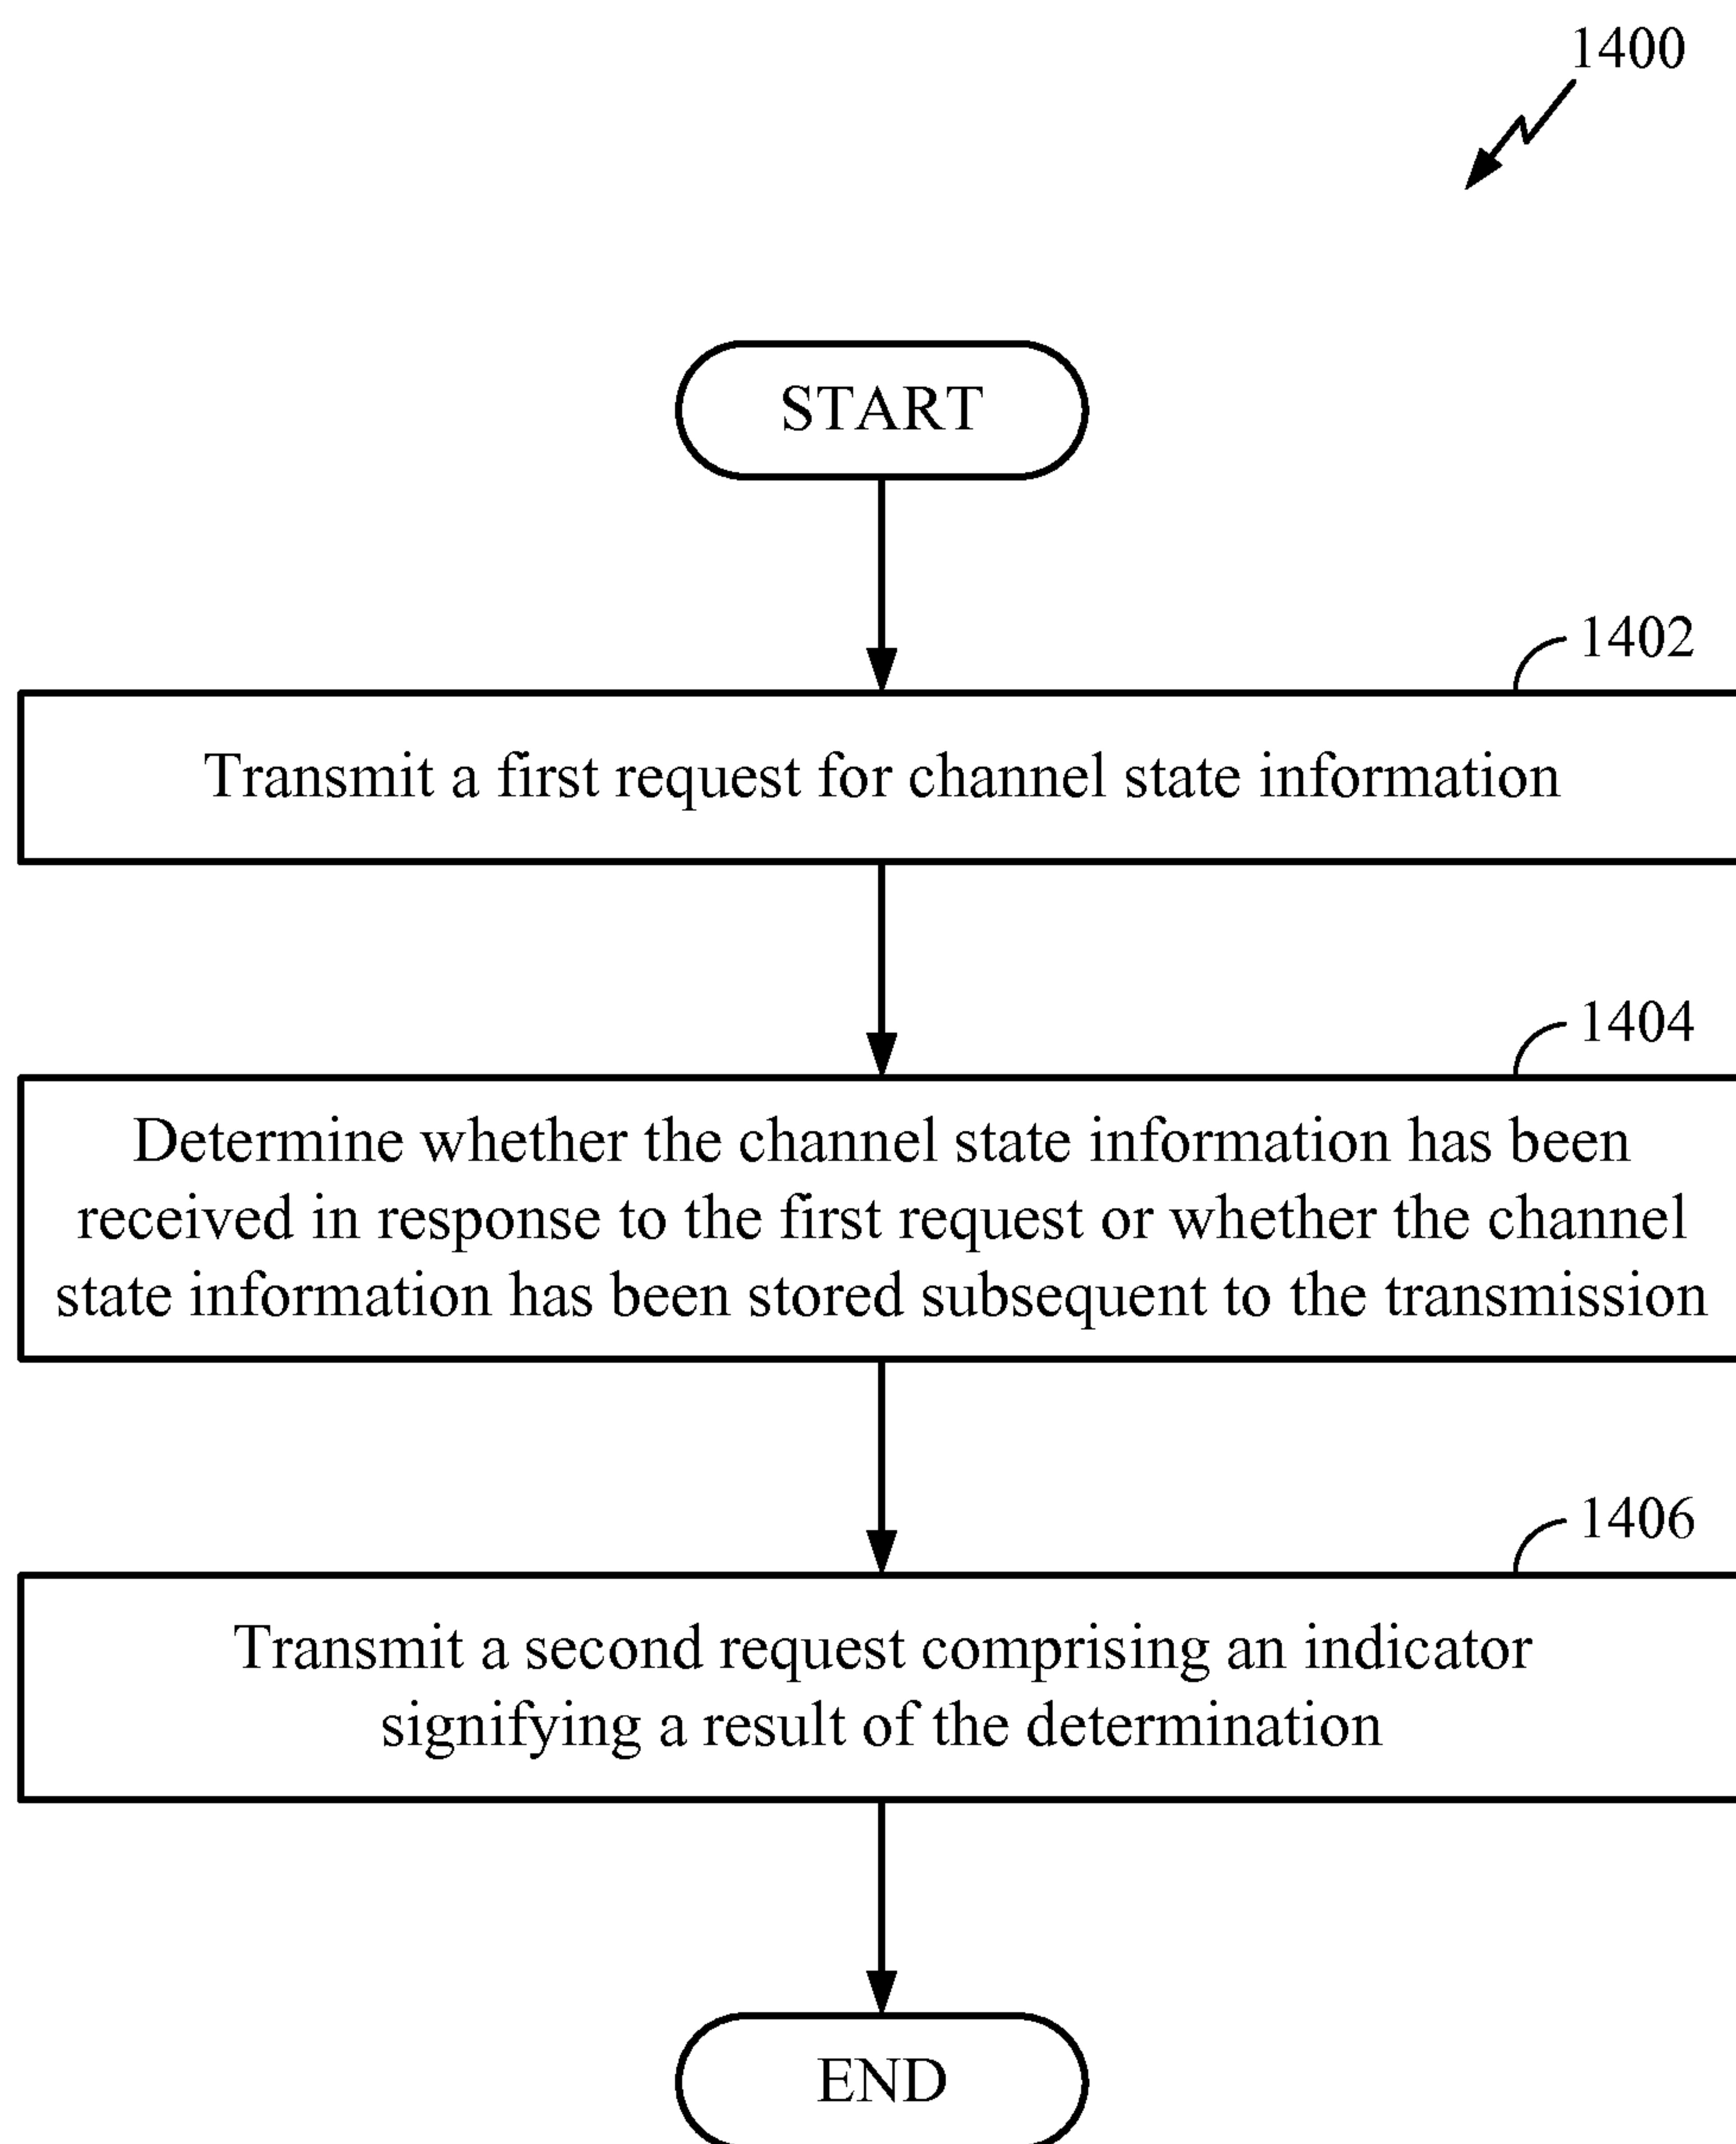 1400
START
1402
Transmit a first request for channel state information
1404
Determine whether the channel state information has been
received in response to the first request or whether the channel
state information has been stored subsequent to the transmission
1406
Transmit a second request comprising an indicator
signifying a result of the determination
END